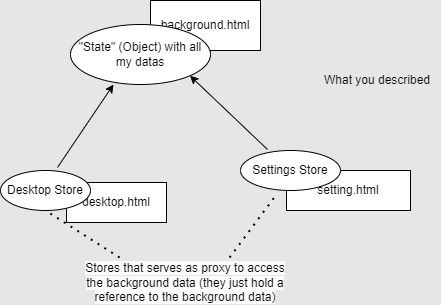 background.html
"State" (Object) with all
my datas
What you described
Settings Store
setting.html
Desktop Store
desktop.html
Stores that serves as proxy to access
the background data (they just hold a
reference to the background data)